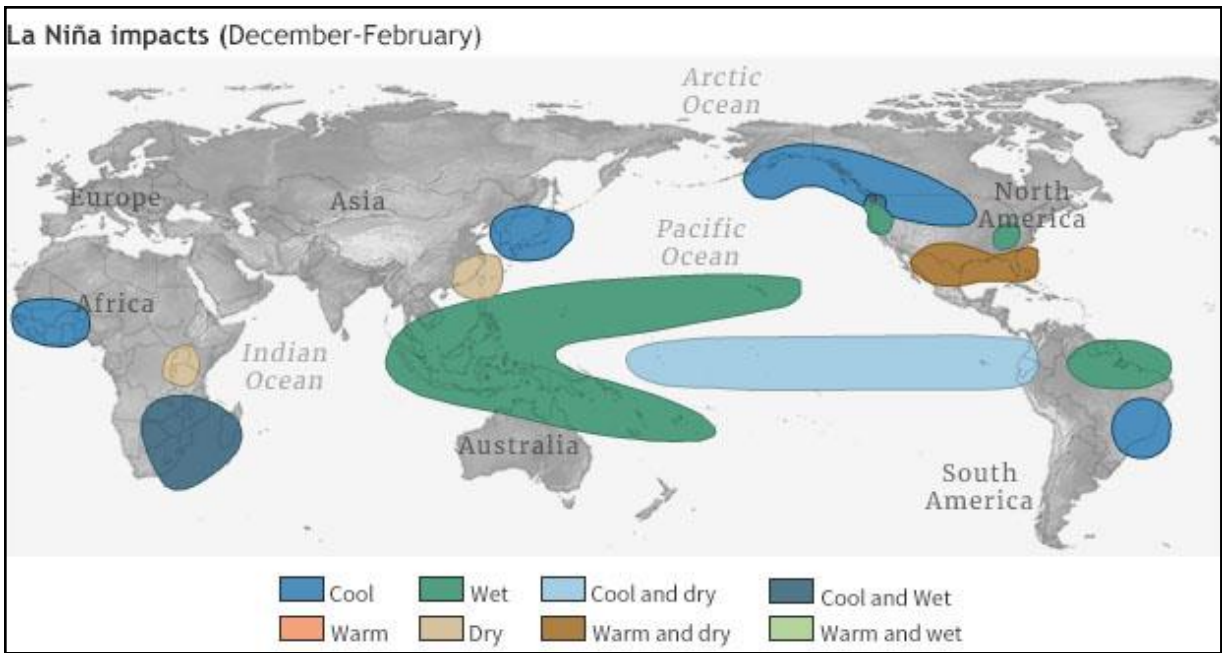 La Niña impacts (December-February)
Arctic
Ocean
Europe
Asia
North
America
Pacific
Ocean
Africa
Indian
Ocean
Australia
South
America
Cool
Wet
Cool and dry
Cool and Wet
Warm
Dry
Warm and dry
Warm and wet